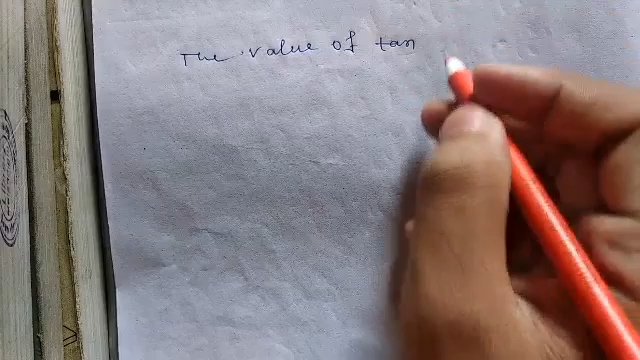 The value of tan